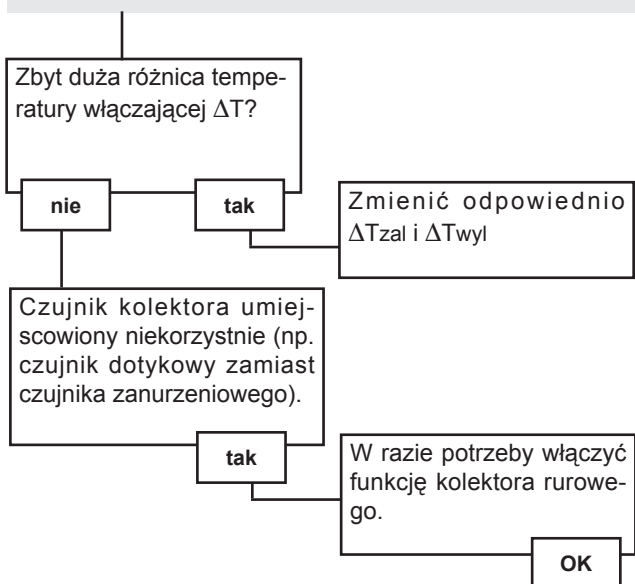 Zbyt duża różnica tempe-
ratury włączającej ΔT?
nie
tak
Zmienić odpowiednio
ΔTzal i ΔTwyl
Czujnik kolektora umiej-
scowiony niekorzystnie (np.
czujnik dotykowy zamiast
czujnika zanurzeniowego).
tak
W razie potrzeby włączyć
funkcję kolektora rurowe-
go.
OK